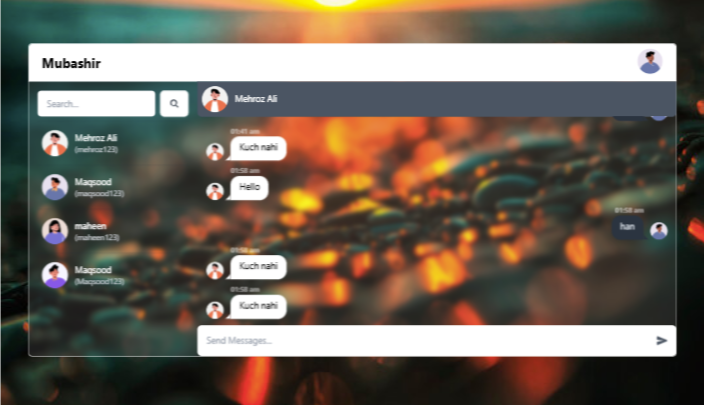 Mubashir
Search...
Mehroz Ali
(mehroz123)
Maqsood
(maqsood123)
maheen
(maheen123)
Maqsood
(Maqsood123)
Mehroz Ali
01:41 am
Kuch nahi
01:58 am
Hello
01:58 am
han
01:58 am
Kuch nahi
01:58 am
Kuch nahi
Send Messages...